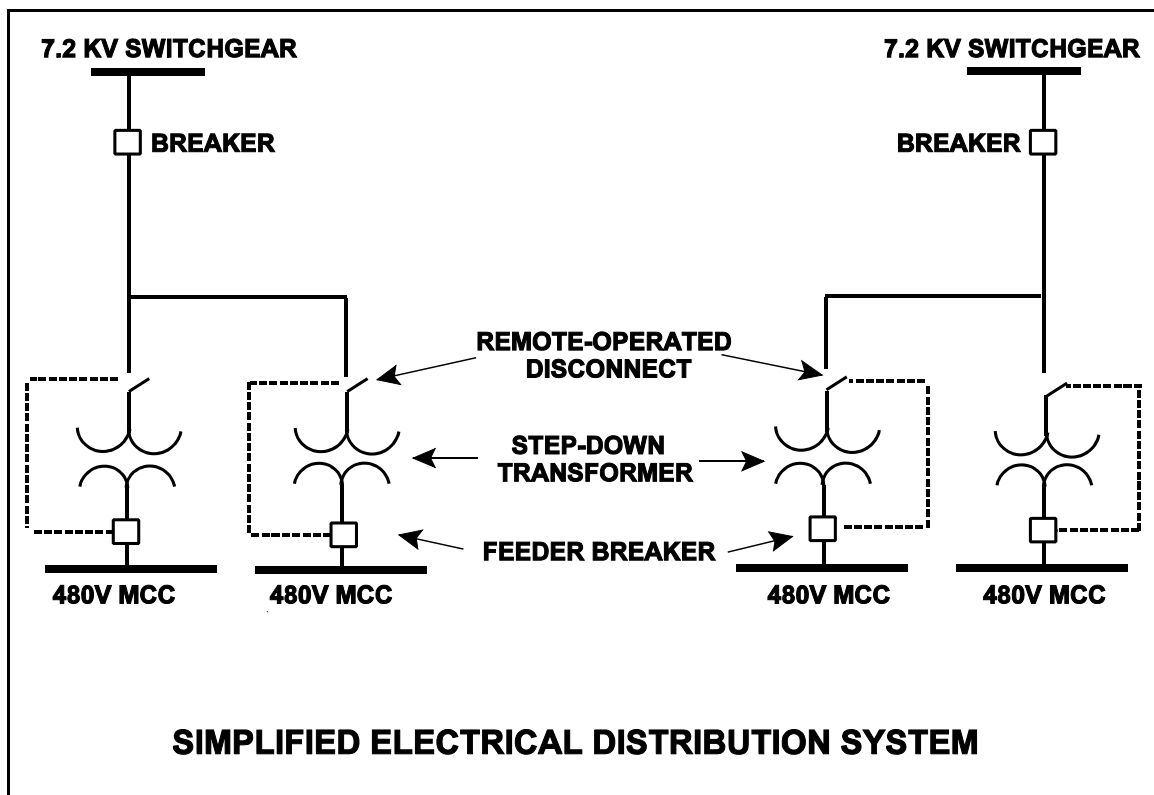 7.2 KV SWITCHGEAR
7.2 KV SWITCHGEAR
BREAKER
BREAKER
REMOTE-OPERATED
DISCONNECT
STEP-DOWN
TRANSFORMER
FEEDER BREAKER
480V MCC
480V MCC
480V MCC
480V MCC
SIMPLIFIED ELECTRICAL DISTRIBUTION SYSTEM